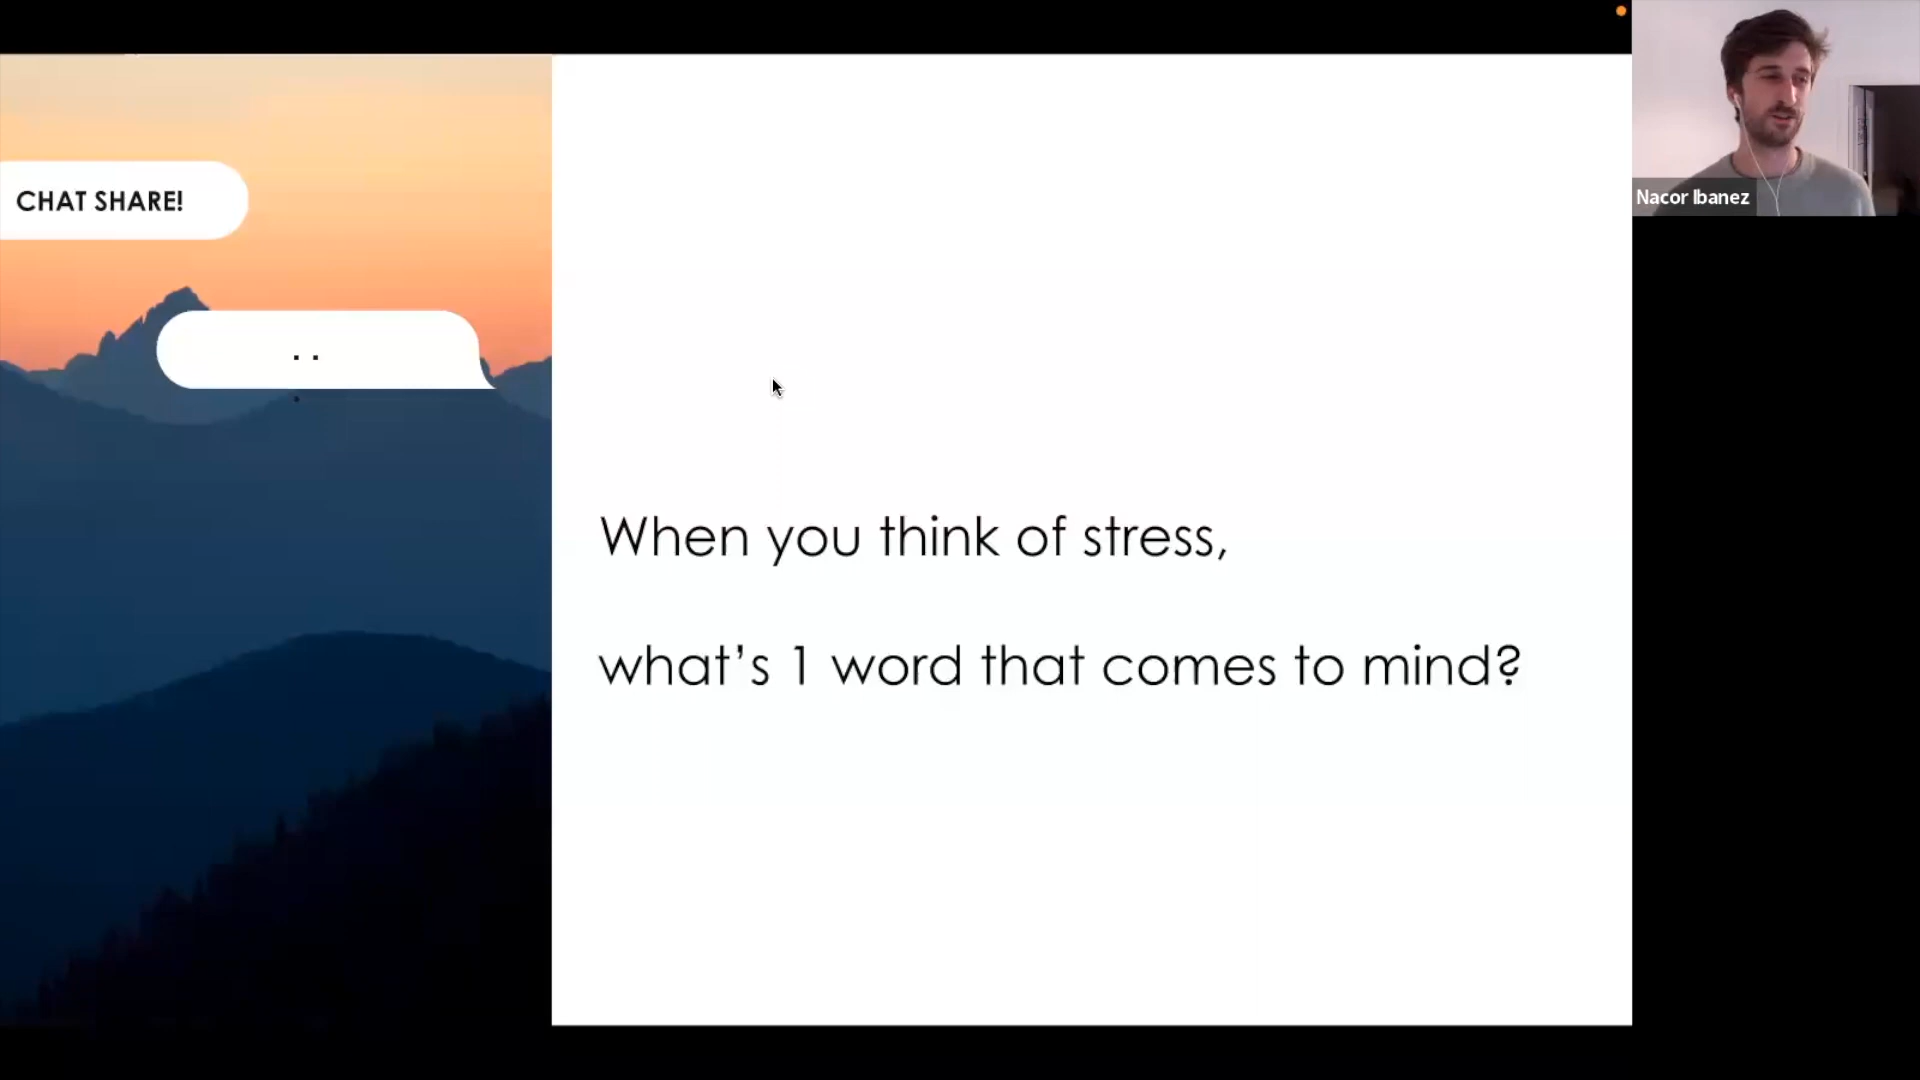 CHAT SHARE!
. .
.
When you think of stress,
what’s 1 word that comes to mind?
Nacor Ibanez